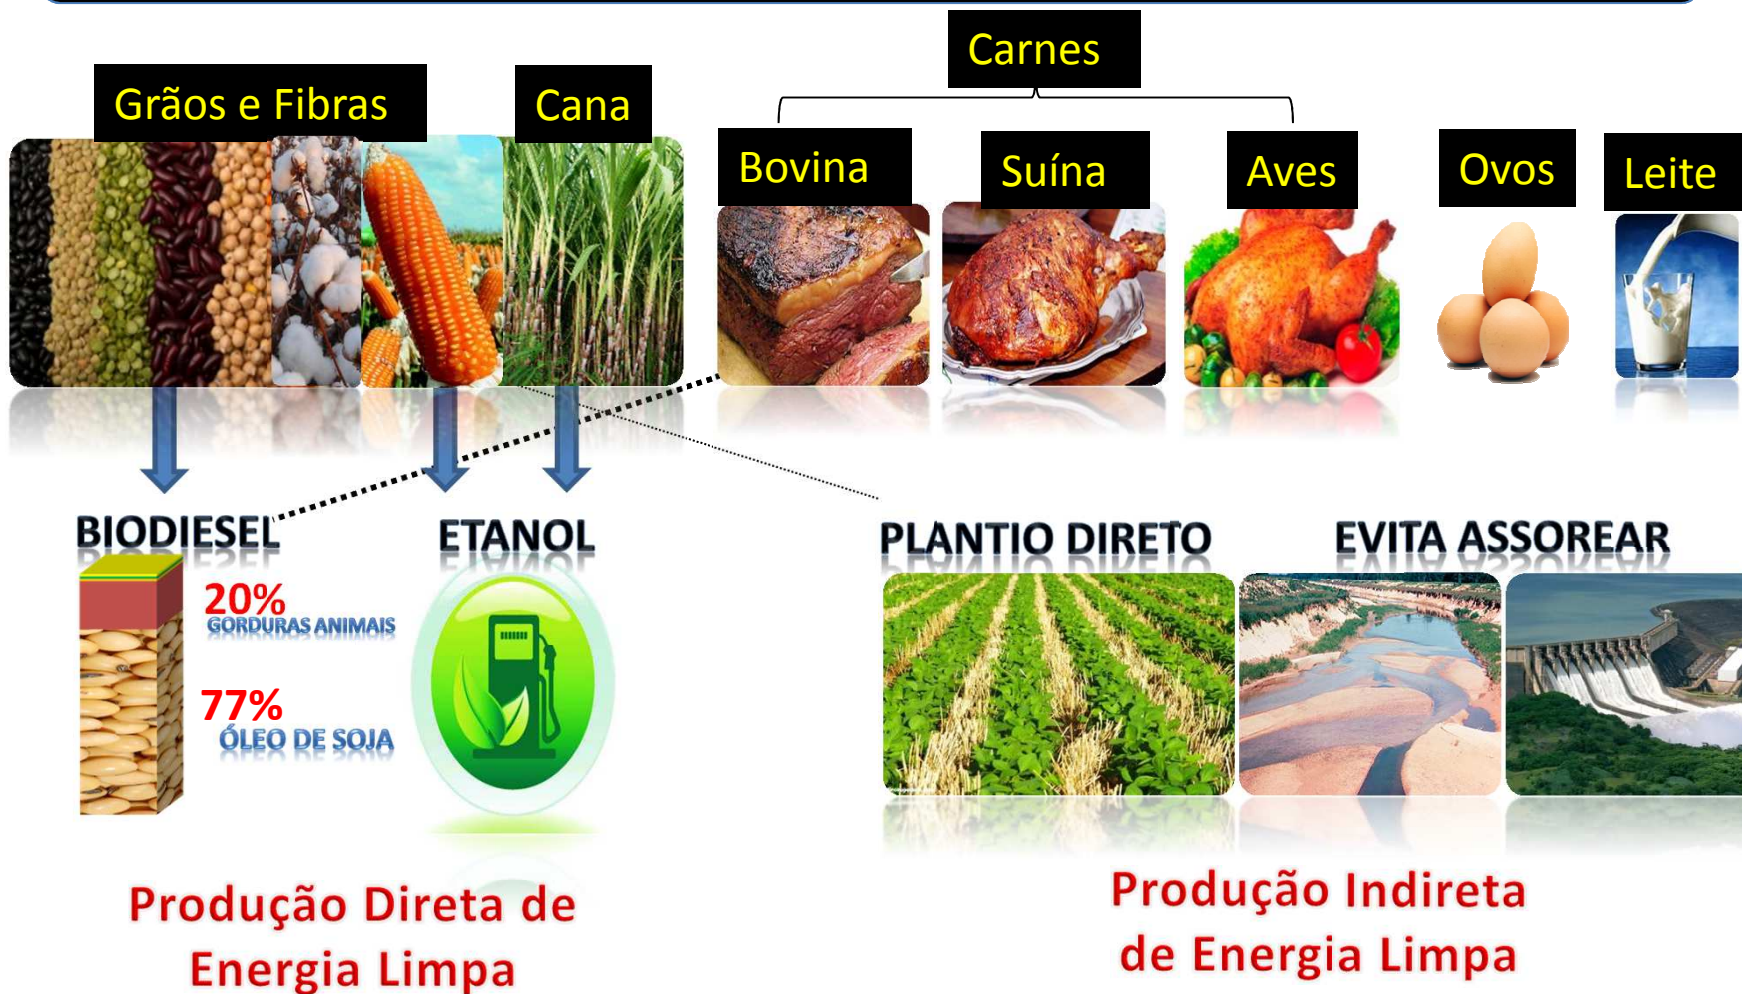 Carnes
Grãos e Fibras
Cana
Bovina
Suína
Aves
Ovos
Leite
BIODIESEL
ETANOL
PLANTIO DIRETO
EVITA ASSOREAR
20%
GORDURAS ANIMAIS
77%
ÓLEO DE SOJA
Produção Direta de
Energia Limpa
Produção Indireta
de Energia Limpa